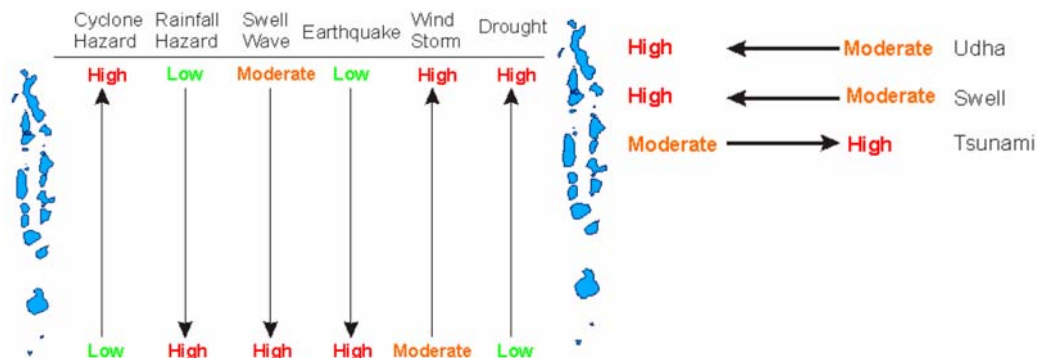 Cyclone Hazard Rainfall Hazard Swell Wave Earthquake Wind Storm Drought
High Low Moderate Low High High
Low High High High Moderate Low
High Moderate Udha
High Moderate Swell
Moderate High Tsunami